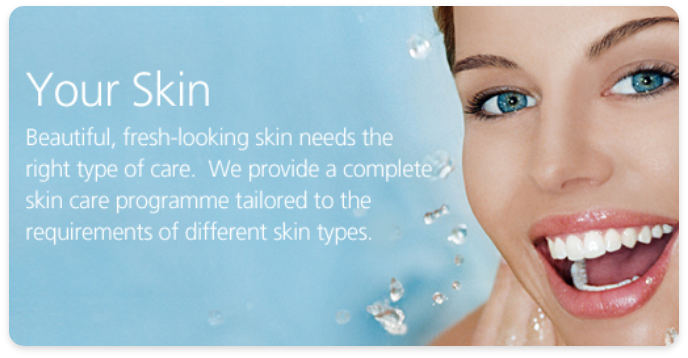 Your Skin
Beautiful, fresh-looking skin needs the
right type of care.  We provide a complete
skin care programme tailored to the
requirements of different skin types.